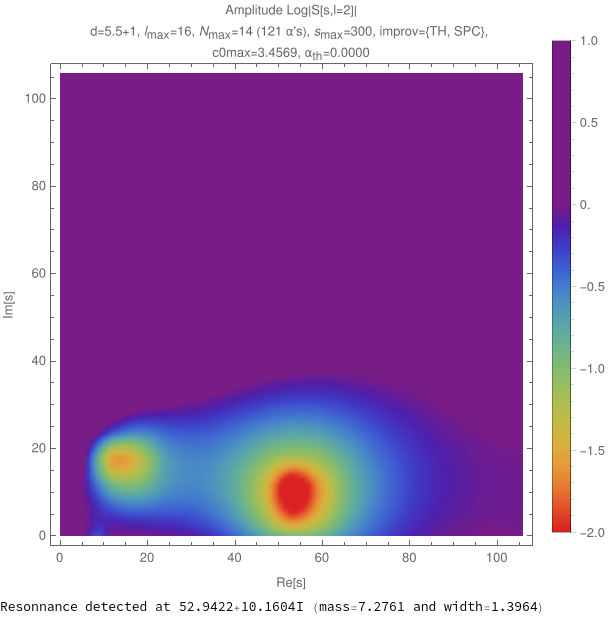 Amplitude Log|S[s,l=2]|
d=5.5+1, lmax=16, Nmax=14 (121 α's), smax=300, improv={TH, SPC},
c0max=3.4569, αth=0.0000
100
80
60
40
20
0
Im[s]
0 20 40 60 80 100
Re[s]
1.0
0.5
0.
−0.5
−1.0
−1.5
−2.0
Resonnance detected at 52.9422+10.1604I (mass=7.2761 and width=1.3964)